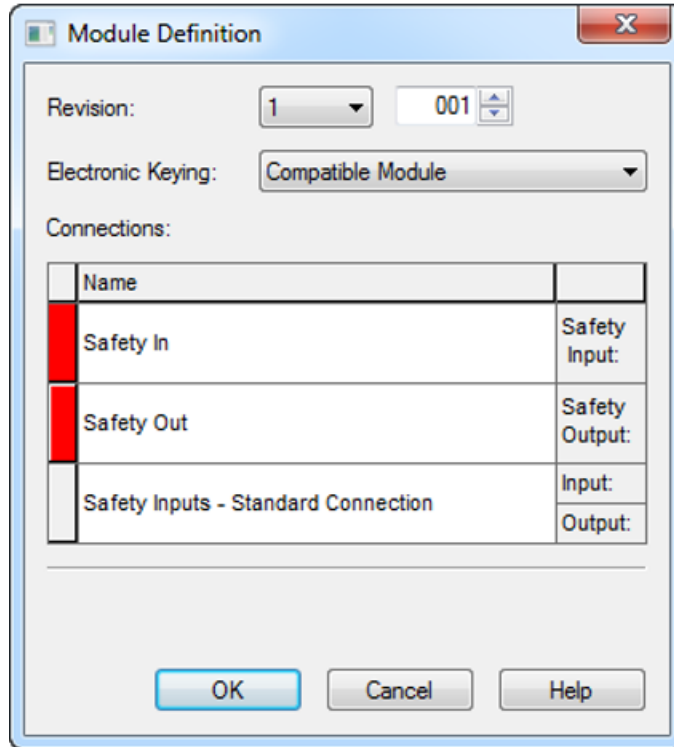 Module Definition
Revision: 1 001
Electronic Keying: Compatible Module
Connections:
Name
Safety In Safety
Input:
Safety Out Safety
Output:
Safety Inputs - Standard Connection Input:
Output:
OK Cancel Help